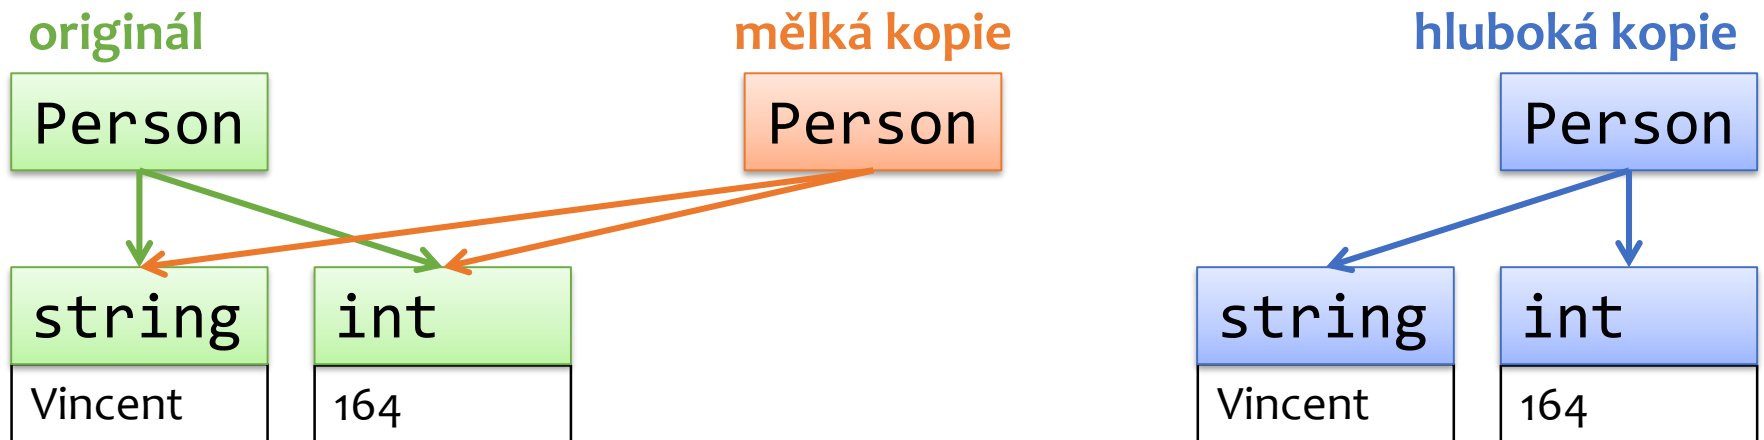 originál
mělká kopie
hluboká kopie
Person
Person
Person
string
int
string
int
Vincent
164
Vincent
164